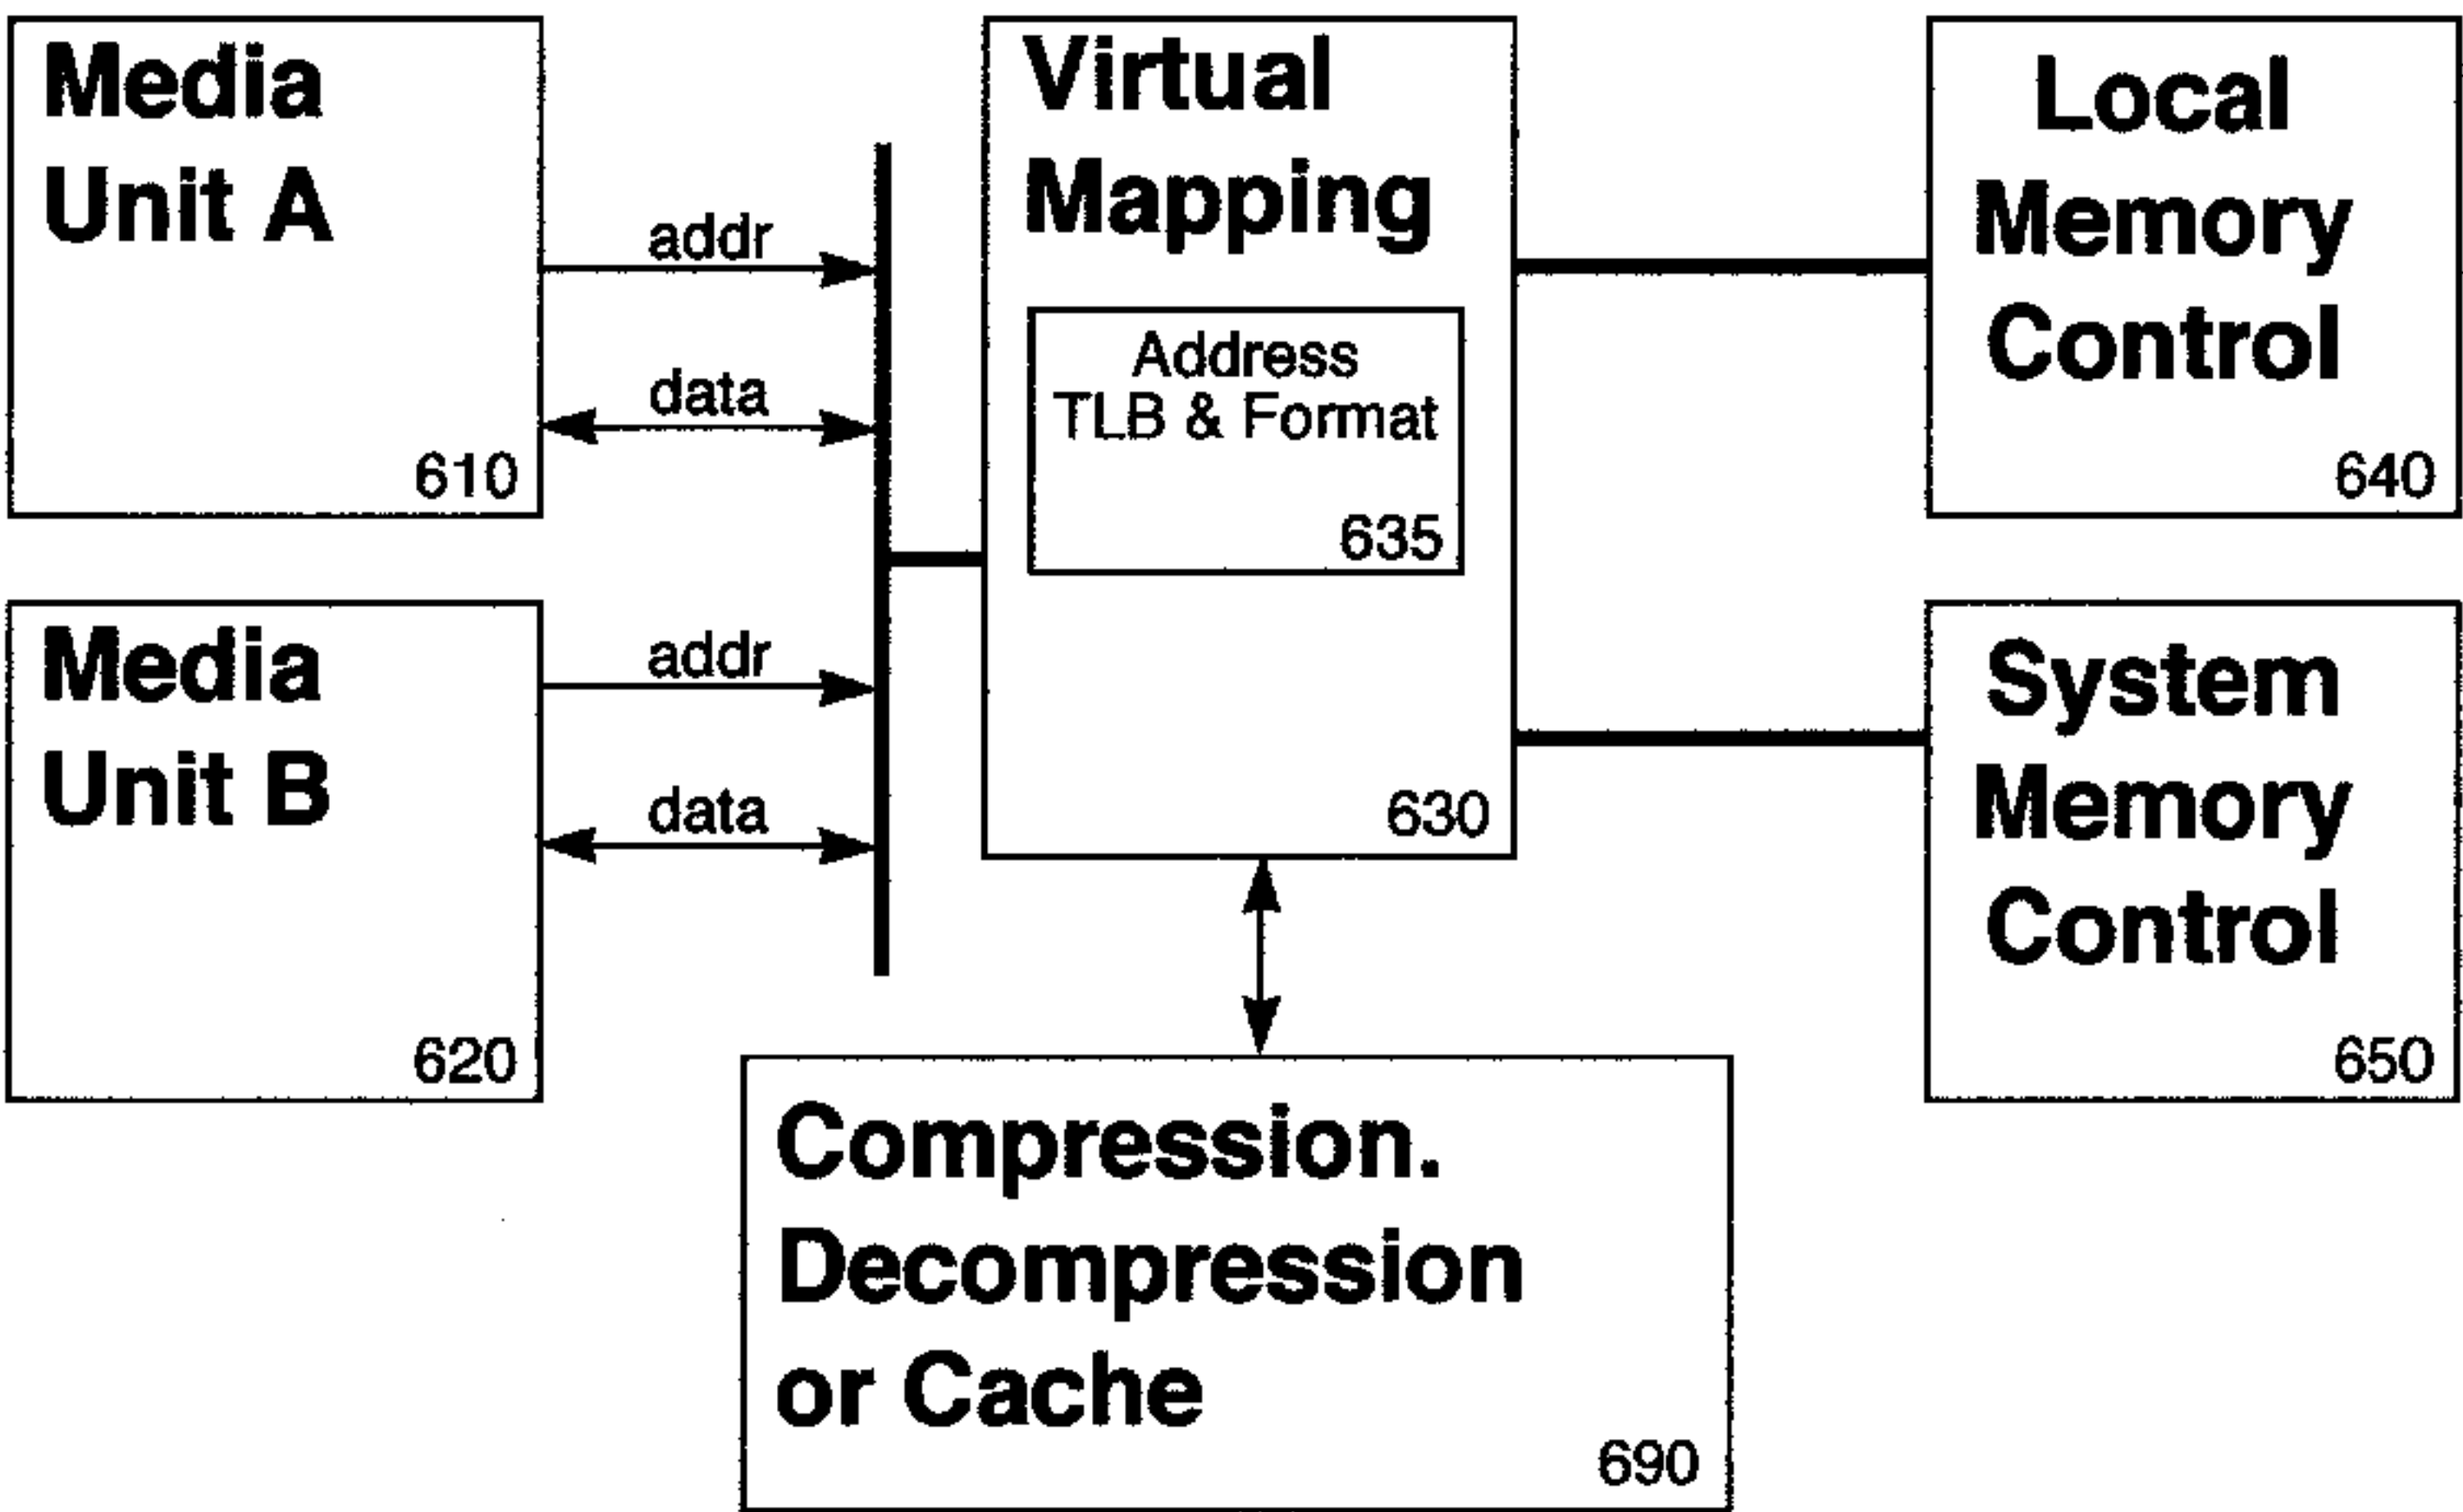 Media
Unit A
610
addr
data
Media
Unit B
620
addr
data
Virtual
Mapping
Address
TLB & Format
635
630
Local
Memory
Control
640
System
Memory
Control
650
Compression.
Decompression
or Cache
690